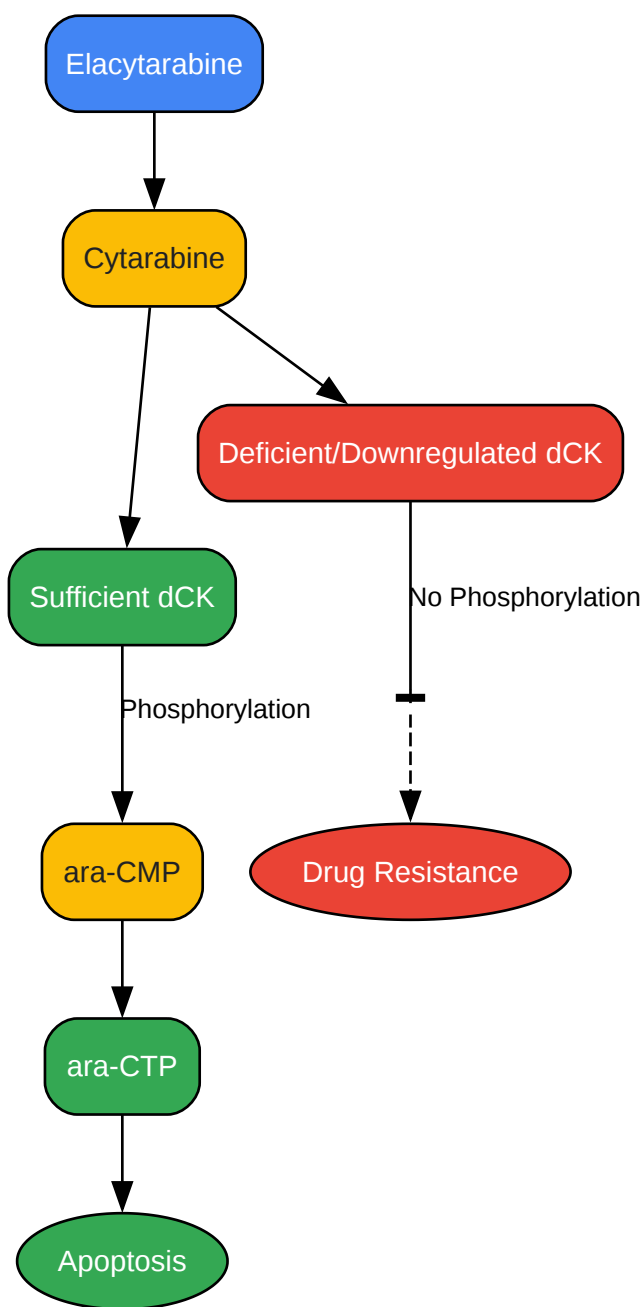 Elacytarabine
Cytarabine
Deficient/Downregulated dCK
Sufficient dCK
No Phosphorylation
Phosphorylation
ara-CMP
Drug Resistance
ara-CTP
Apoptosis